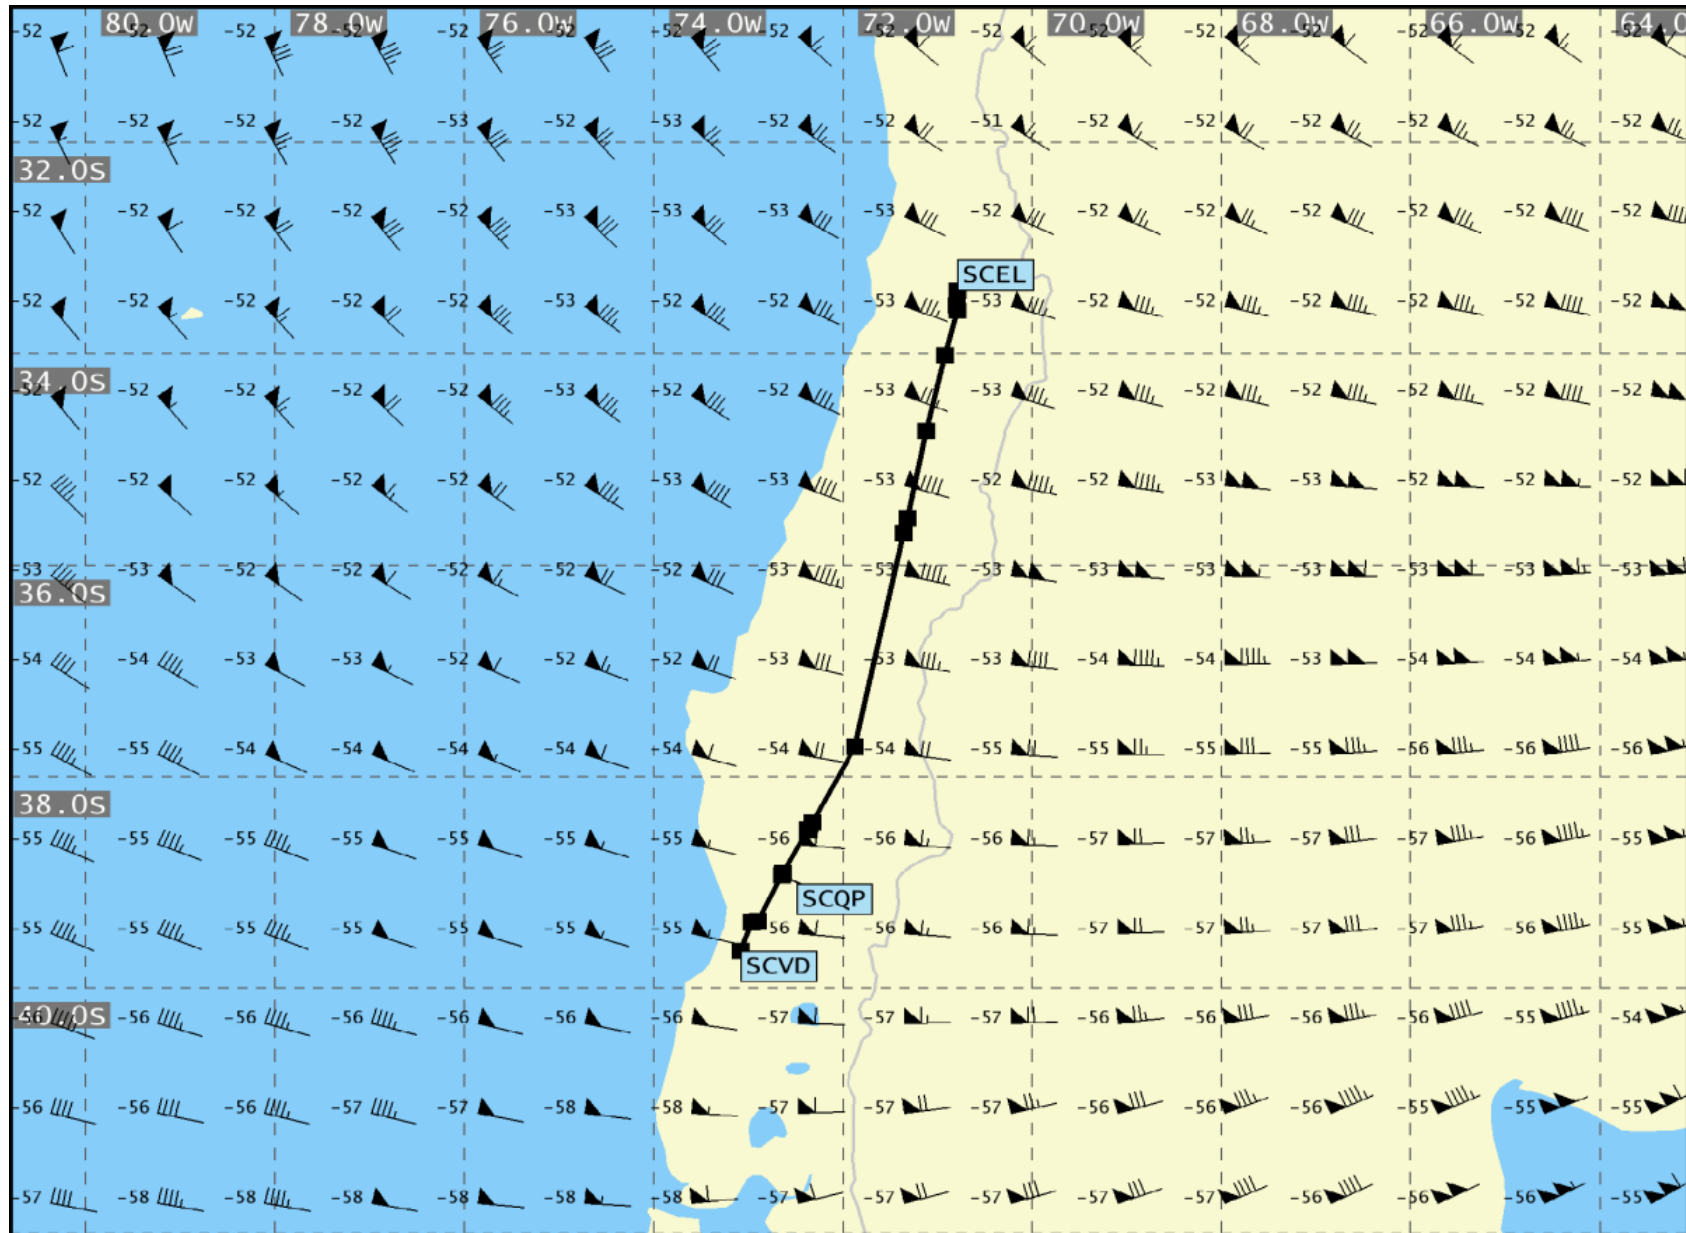 80.0W 78.0W 76.0W 74.0W 72.0W 70.0W 68.0W 66.0W 64.0
-52 -52 -52 -52 -52 -52 -52 -52 -52 -52 -52 -52 -52 -52 -52 -52
-52 -52 -52 -52 -53 -52 -53 -52 -52 -51 -52 -52 -52 -52 -52 -52
32.0S
-52 -52 -52 -52 -52 -53 -53 -53 -53 -52 -52 -52 -52 -52 -52 -52
SCEL
-52 -52 -52 -52 -53 -53 -53 -52 -53 -53 -52 -52 -52 -52 -52 -52
34.0S
-52 -52 -52 -52 -52 -53 -53 -52 -53 -53 -52 -52 -52 -52 -52 -52
-52 -52 -52 -52 -52 -52 -53 -53 -53 -52 -52 -53 -53 -52 -52 -52
-53 -53 -52 -52 -52 -52 -52 -53 -53 -53 -53 -53 -53 -53 -53 -53
36.0S
-54 -54 -53 -53 -52 -52 -52 -53 -53 -53 -54 -54 -53 -54 -54 -54
-55 -55 -54 -54 -54 -54 -54 -54 -54 -55 -55 -55 -55 -56 -56 -56
38.0S
-55 -55 -55 -55 -55 -55 -55 -56 -56 -56 -57 -57 -57 -56 -55 -55
SCQP
-55 -55 -55 -55 -55 -55 -55 -56 -56 -56 -57 -57 -57 -56 -56 -55
SCVD
40.0S
-56 -56 -56 -56 -56 -56 -56 -57 -57 -57 -56 -56 -56 -56 -55 -54
-56 -56 -56 -57 -57 -58 -58 -57 -57 -57 -56 -56 -56 -55 -55 -55
-57 -58 -58 -58 -58 -58 -58 -57 -57 -57 -57 -57 -56 -56 -56 -55